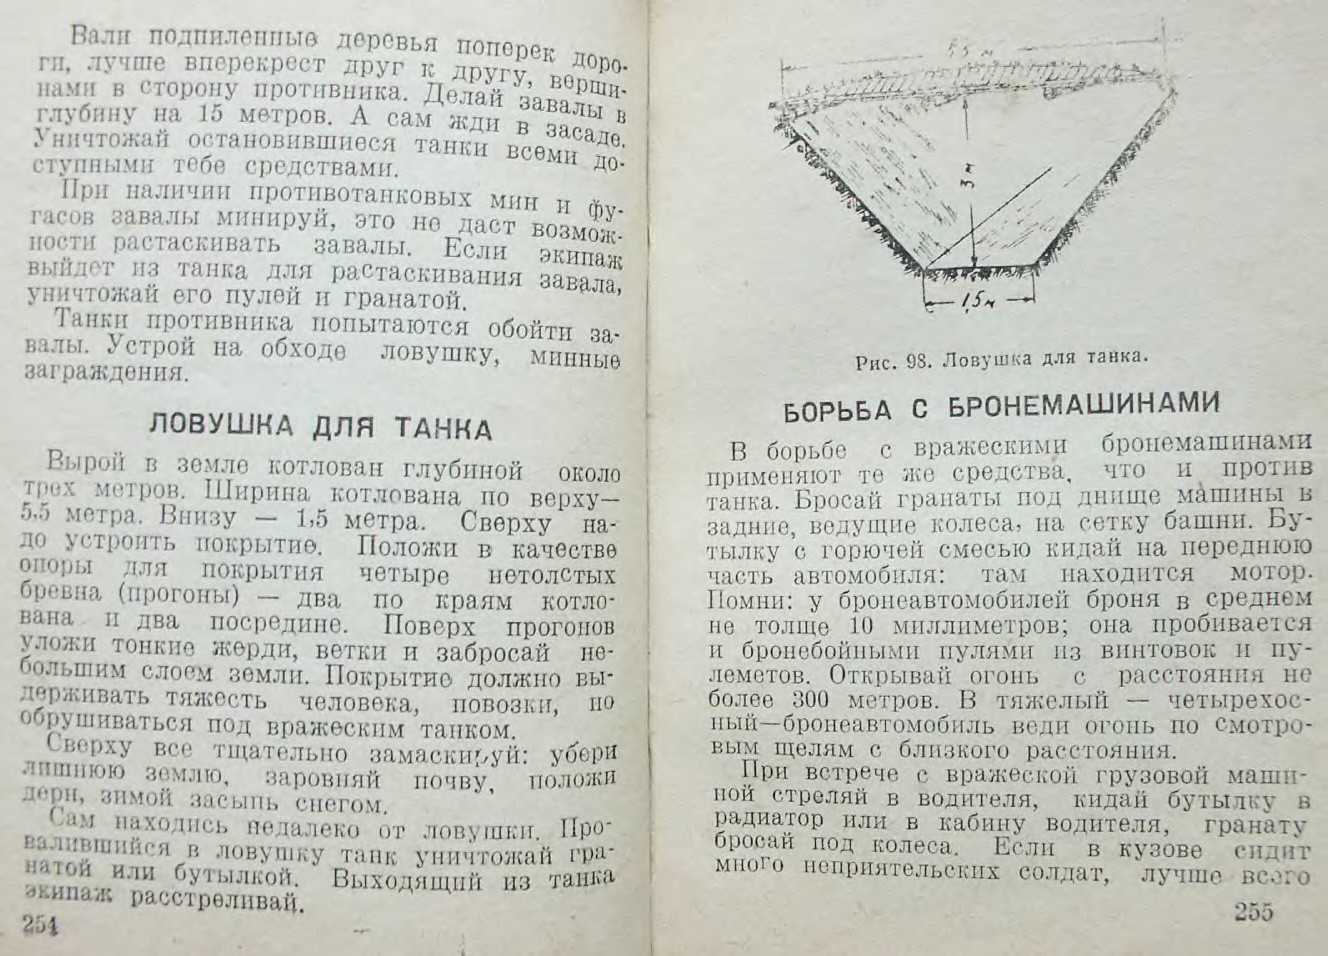 Вали подпиленные деревья поперек доро-
ги, лучше вперекрест друг к другу, верши-
нами в сторону противника. Делай завалы в
глубину на 15 метров. А сам жди в засаде.
Уничтожай остановившиеся танки всеми до-
ступными тебе средствами.
При наличии противотанковых мин и фу-
гасов завалы минируй, это не даст возмож-
ности растаскивать завалы. Если экипаж
выйдет из танка для растаскивания завала,
уничтожай его пулей и гранатой.
Танки противника попытаются обойти за-
валы. Устрой на обходе ловушку, минные
заграждения.
ЛОВУШКА ДЛЯ ТАНКА
Вырой в земле котлован глубиной около
трех метров. Ширина котлована по верху—
5,5 метра. Внизу — 1,5 метра. Сверху на-
до устроить покрытие. Положи в качестве
опоры для покрытия четыре нетолстых
бревна (прогоны) — два по краям котло-
вана и два посредине. Поверх прогонов
уложи тонкие жерди, ветки и забросай не-
большим слоем земли. Покрытие должно вы-
держивать тяжесть человека, повозки, но
обрушиваться под вражеским танком.
Сверху все тщательно замаскируй: убери
лишнюю землю, заровняй почву, положи
дерн, зимой засыпь снегом.
Сам находись недалеко от ловушки. Про-
валившийся в ловушку танк уничтожай гра-
натой или бутылкой. Выходящий из танка
экипаж расстреливай.
254
5,5 м
3 м
1,5 м
Рис. 98. Ловушка для танка.
БОРЬБА С БРОНЕМАШИНАМИ
В борьбе с вражескими бронемашинами
применяют те же средства, что и против
танка. Бросай гранаты под днище машины в
задние, ведущие колеса, на сетку башни. Бу-
тылку с горючей смесью кидай на переднюю
часть автомобиля: там находится мотор.
Помни: у бронеавтомобилей броня в среднем
не толще 10 миллиметров; она пробивается
и бронебойными пулями из винтовок и пу-
леметов. Открывай огонь с расстояния не
более 300 метров. В тяжелый — четырехос-
ный—бронеавтомобиль веди огонь по смотро-
вым щелям с близкого расстояния.
При встрече с вражеской грузовой маши-
ной стреляй в водителя, кидай бутылку в
радиатор или в кабину водителя, гранату
бросай под колеса. Если в кузове сидит
много неприятельских солдат, лучше всего
255